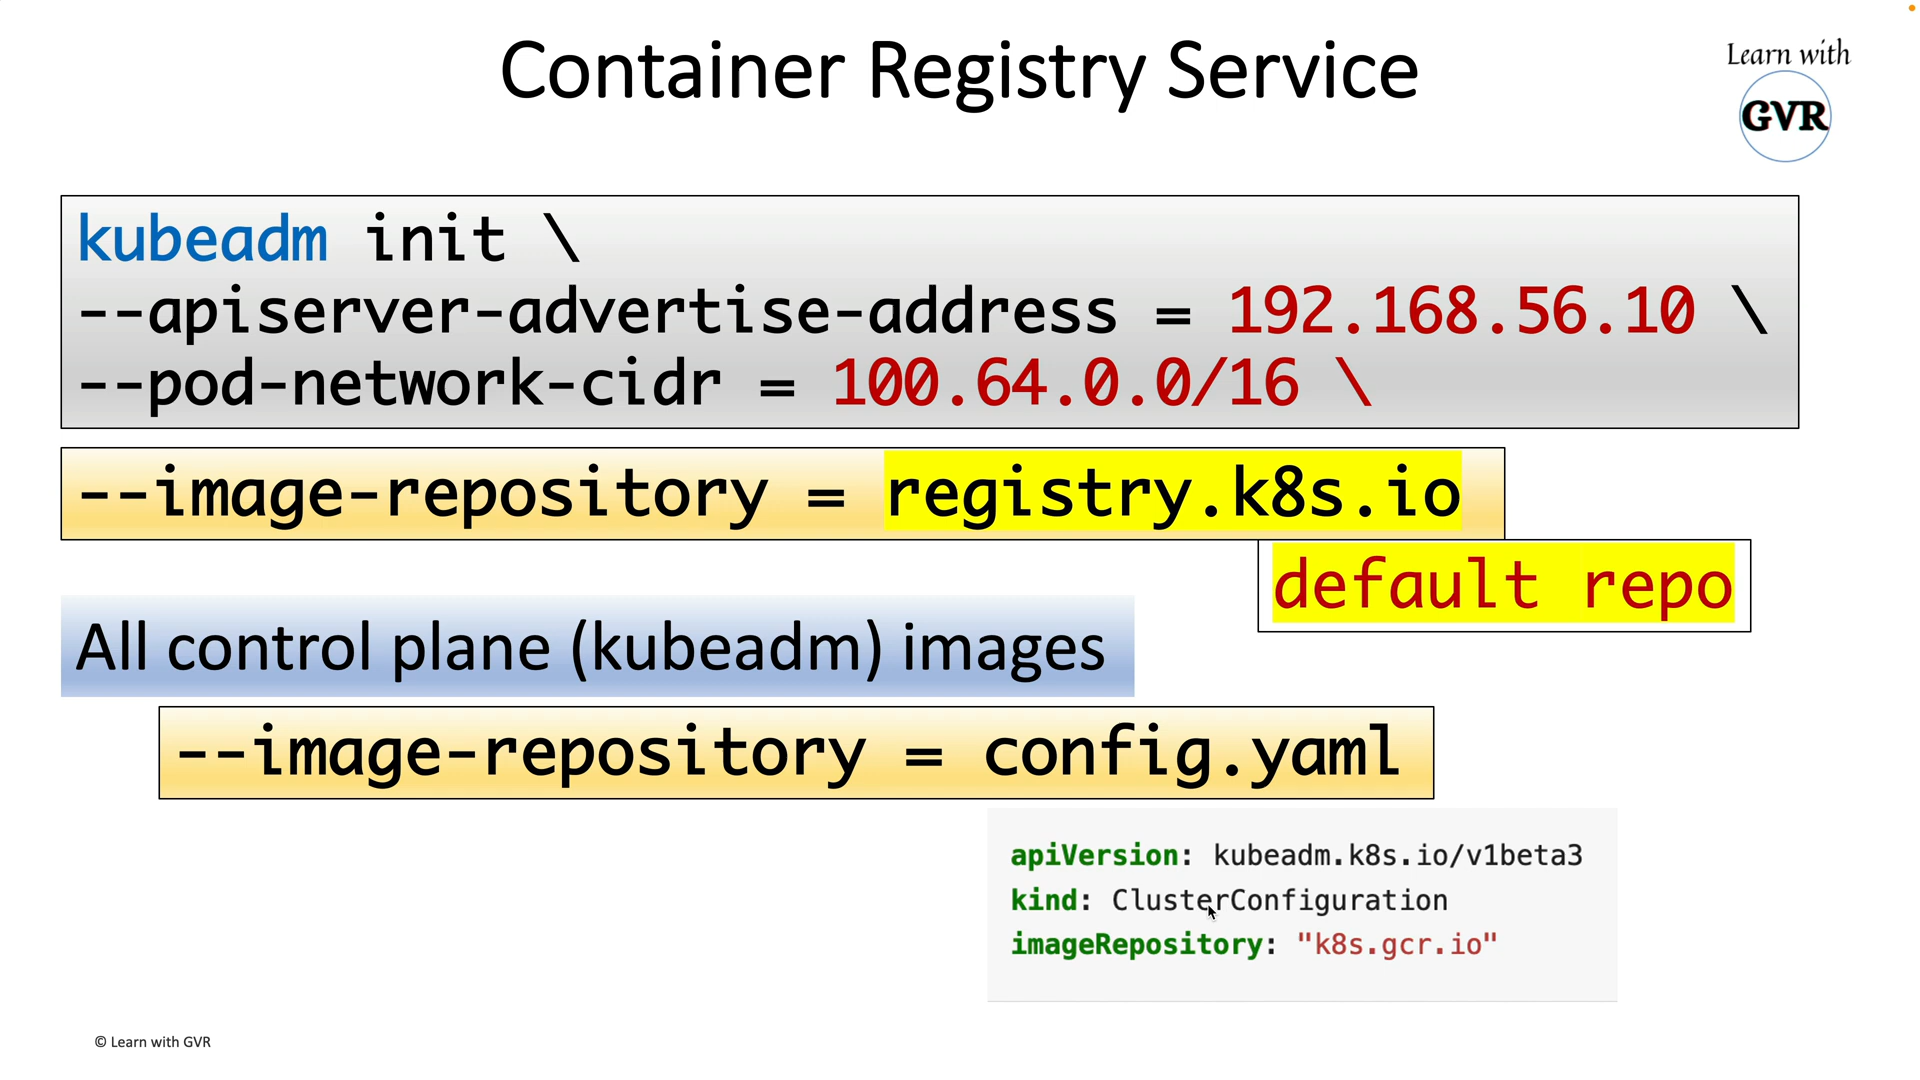 Container Registry Service
Learn with
GVR
kubeadm init \
--apiserver-advertise-address = 192.168.56.10 \
--pod-network-cidr = 100.64.0.0/16 \
--image-repository = registry.k8s.io
default repo
All control plane (kubeadm) images
--image-repository = config.yaml
apiVersion: kubeadm.k8s.io/v1beta3
kind: ClusterConfiguration
imageRepository: "k8s.gcr.io"
© Learn with GVR